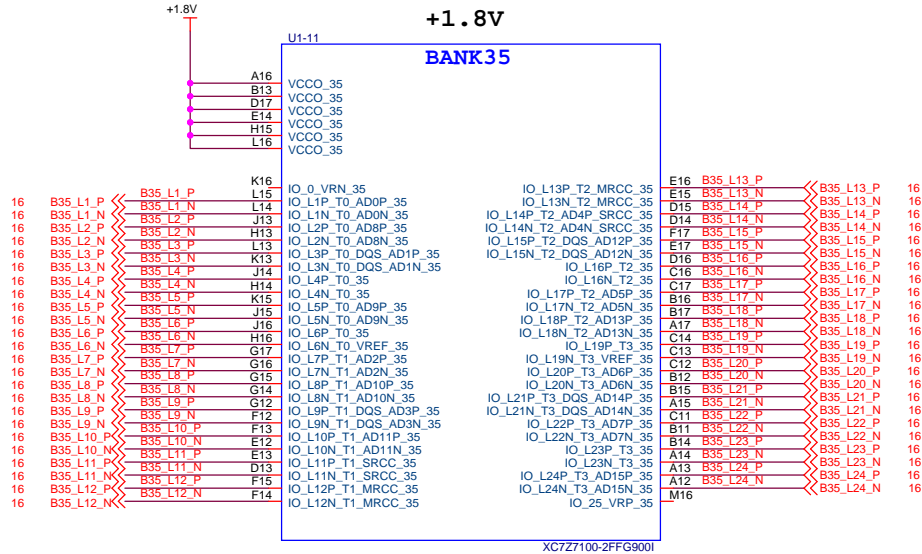 +1.8V
+1.8V
U1-11
BANK35
A16 VCCO_35
B13 VCCO_35
D17 VCCO_35
E14 VCCO_35
H15 VCCO_35
L16 VCCO_35
K16 IO_0_VRN_35
16 B35_L1_P B35_L1_P L15 IO_L1P_T0_AD0P_35
16 B35_L1_N B35_L1_N L14 IO_L1N_T0_AD0N_35
16 B35_L2_P B35_L2_P J13 IO_L2P_T0_AD8P_35
16 B35_L2_N B35_L2_N H13 IO_L2N_T0_AD8N_35
16 B35_L3_P B35_L3_P L13 IO_L3P_T0_DQS_AD1P_35
16 B35_L3_N B35_L3_N K13 IO_L3N_T0_DQS_AD1N_35
16 B35_L4_P B35_L4_P J14 IO_L4P_T0_35
16 B35_L4_N B35_L4_N H14 IO_L4N_T0_35
16 B35_L5_P B35_L5_P K15 IO_L5P_T0_AD9P_35
16 B35_L5_N B35_L5_N J15 IO_L5N_T0_AD9N_35
16 B35_L6_P B35_L6_P J16 IO_L6P_T0_35
16 B35_L6_N B35_L6_N H16 IO_L6N_T0_VREF_35
16 B35_L7_P B35_L7_P G17 IO_L7P_T1_AD2P_35
16 B35_L7_N B35_L7_N G16 IO_L7N_T1_AD2N_35
16 B35_L8_P B35_L8_P G15 IO_L8P_T1_AD10P_35
16 B35_L8_N B35_L8_N G14 IO_L8N_T1_AD10N_35
16 B35_L9_P B35_L9_P G12 IO_L9P_T1_DQS_AD3P_35
16 B35_L9_N B35_L9_N F12 IO_L9N_T1_DQS_AD3N_35
16 B35_L10_P B35_L10_P F13 IO_L10P_T1_AD11P_35
16 B35_L10_N B35_L10_N E12 IO_L10N_T1_AD11N_35
16 B35_L11_P B35_L11_P E13 IO_L11P_T1_SRCC_35
16 B35_L11_N B35_L11_N D13 IO_L11N_T1_SRCC_35
16 B35_L12_P B35_L12_P F15 IO_L12P_T1_MRCC_35
16 B35_L12_N B35_L12_N F14 IO_L12N_T1_MRCC_35
IO_L13P_T2_MRCC_35 E16 B35_L13_P B35_L13_P 16
IO_L13N_T2_MRCC_35 E15 B35_L13_N B35_L13_N 16
IO_L14P_T2_AD4P_SRCC_35 D15 B35_L14_P B35_L14_P 16
IO_L14N_T2_AD4N_SRCC_35 D14 B35_L14_N B35_L14_N 16
IO_L15P_T2_DQS_AD12P_35 F17 B35_L15_P B35_L15_P 16
IO_L15N_T2_DQS_AD12N_35 E17 B35_L15_N B35_L15_N 16
IO_L16P_T2_35 D16 B35_L16_P B35_L16_P 16
IO_L16N_T2_35 C16 B35_L16_N B35_L16_N 16
IO_L17P_T2_AD5P_35 C17 B35_L17_P B35_L17_P 16
IO_L17N_T2_AD5N_35 B16 B35_L17_N B35_L17_N 16
IO_L18P_T2_AD13P_35 B17 B35_L18_P B35_L18_P 16
IO_L18N_T2_AD13N_35 A17 B35_L18_N B35_L18_N 16
IO_L19P_T3_35 C14 B35_L19_P B35_L19_P 16
IO_L19N_T3_VREF_35 C13 B35_L19_N B35_L19_N 16
IO_L20P_T3_AD6P_35 C12 B35_L20_P B35_L20_P 16
IO_L20N_T3_AD6N_35 B12 B35_L20_N B35_L20_N 16
IO_L21P_T3_DQS_AD14P_35 B15 B35_L21_P B35_L21_P 16
IO_L21N_T3_DQS_AD14N_35 A15 B35_L21_N B35_L21_N 16
IO_L22P_T3_AD7P_35 C11 B35_L22_P B35_L22_P 16
IO_L22N_T3_AD7N_35 B11 B35_L22_N B35_L22_N 16
IO_L23P_T3_35 B14 B35_L23_P B35_L23_P 16
IO_L23N_T3_35 A14 B35_L23_N B35_L23_N 16
IO_L24P_T3_AD15P_35 A13 B35_L24_P B35_L24_P 16
IO_L24N_T3_AD15N_35 A12 B35_L24_N B35_L24_N 16
IO_25_VRP_35 M16
XC7Z7100-2FFG900I